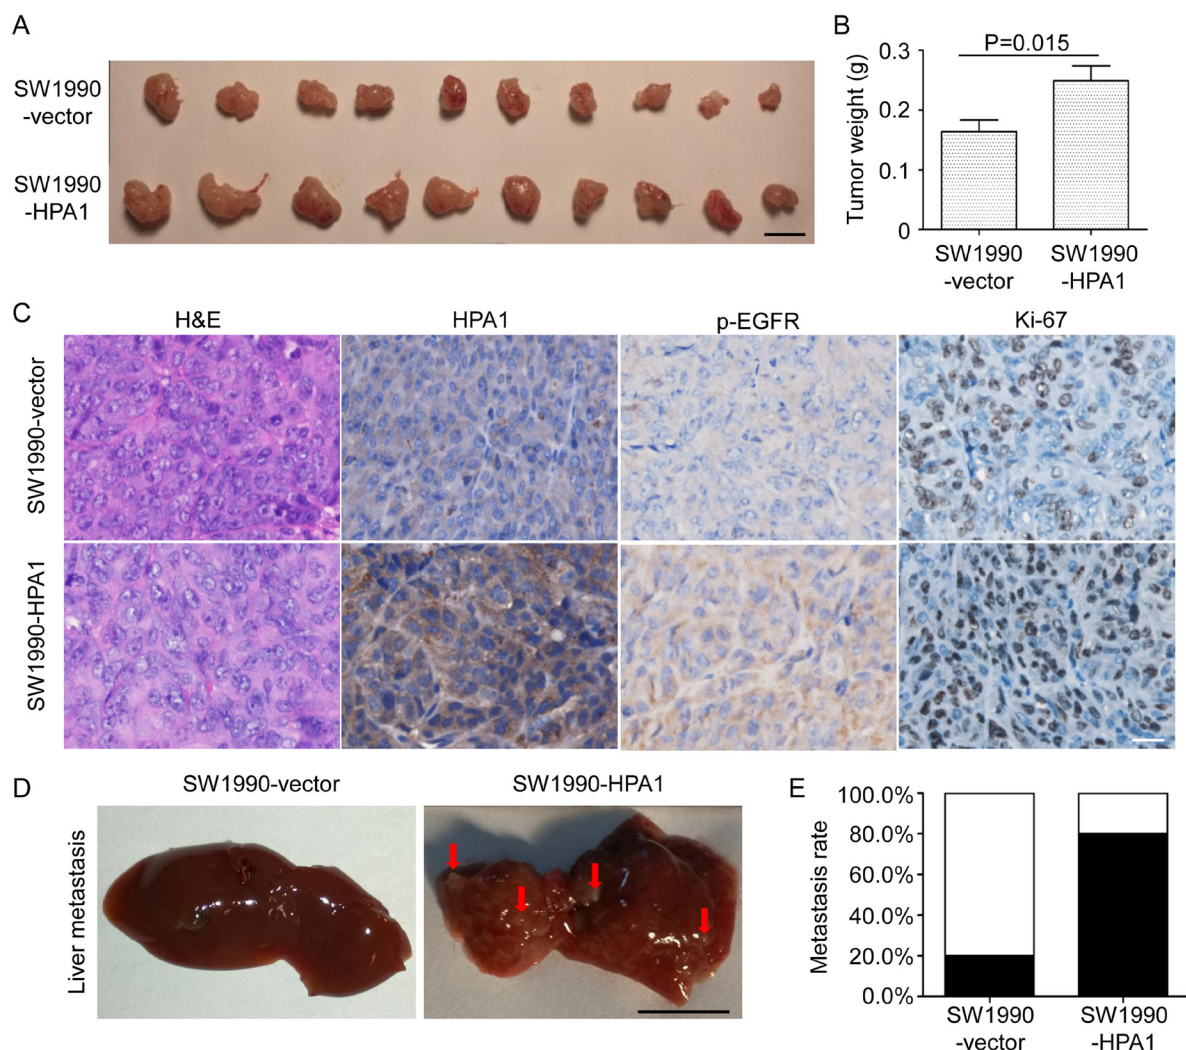 A
SW1990
-vector
SW1990
-HPA1
B
P=0.015
Tumor weight (g)
0.3
0.2
0.1
0
SW1990
-vector
SW1990
-HPA1
C
H&E
HPA1
p-EGFR
Ki-67
SW1990-vector
SW1990-HPA1
D
SW1990-vector
SW1990-HPA1
Liver metastasis
E
Metastasis rate
100.0%
80.0%
60.0%
40.0%
20.0%
0.0%
SW1990
-vector
SW1990
-HPA1